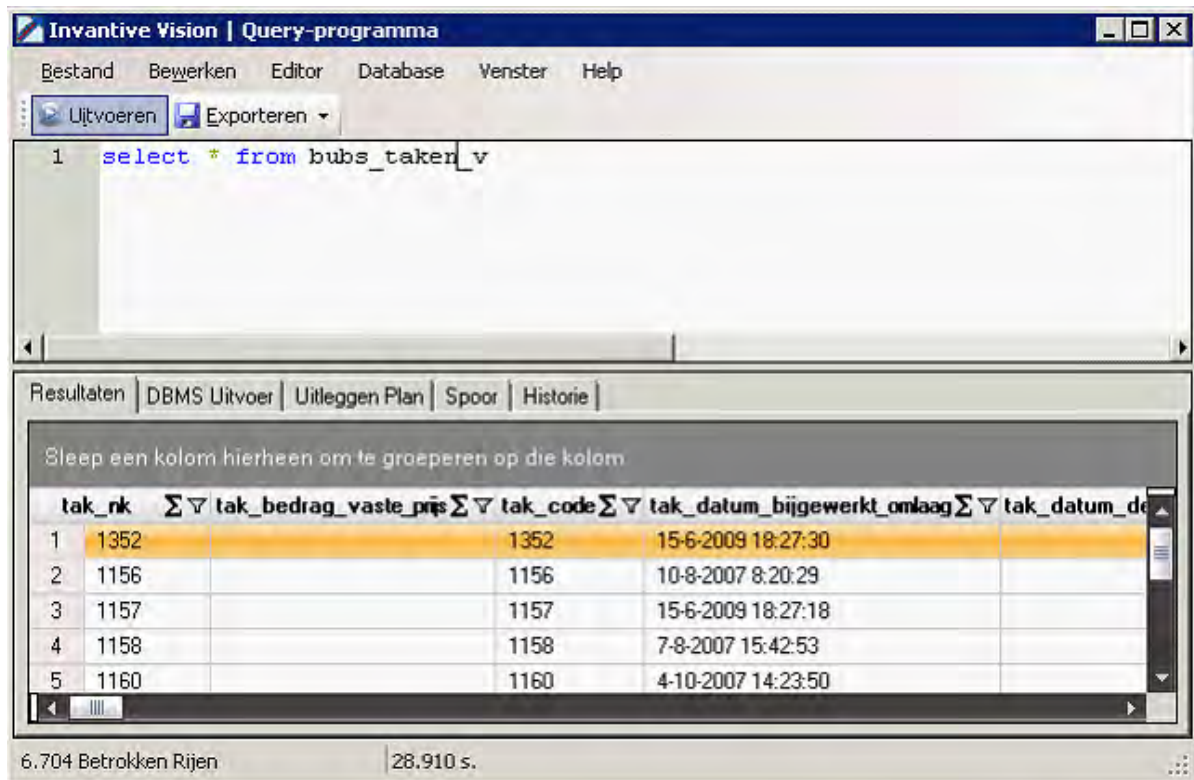 Invantive Vision | Query-programma
Bestand Bewerken Editor Database Venster Help
Uitvoeren Exporteren
1 select * from bubs_taken_v
Resultaten DBMS Uitvoer Uitleggen Plan Spoor Historie
Sleep een kolom hierheen om te groeperen op die kolom
tak_nk Σ tak_bedrag_vaste_prijs Σ tak_code Σ tak_datum_bijgewerkt_omlaag Σ tak_datum_de
1 1352 1352 15-6-2009 18:27:30
2 1156 1156 10-8-2007 8:20:29
3 1157 1157 15-6-2009 18:27:18
4 1158 1158 7-8-2007 15:42:53
5 1160 1160 4-10-2007 14:23:50
6.704 Betrokken Rijen 28.910 s.